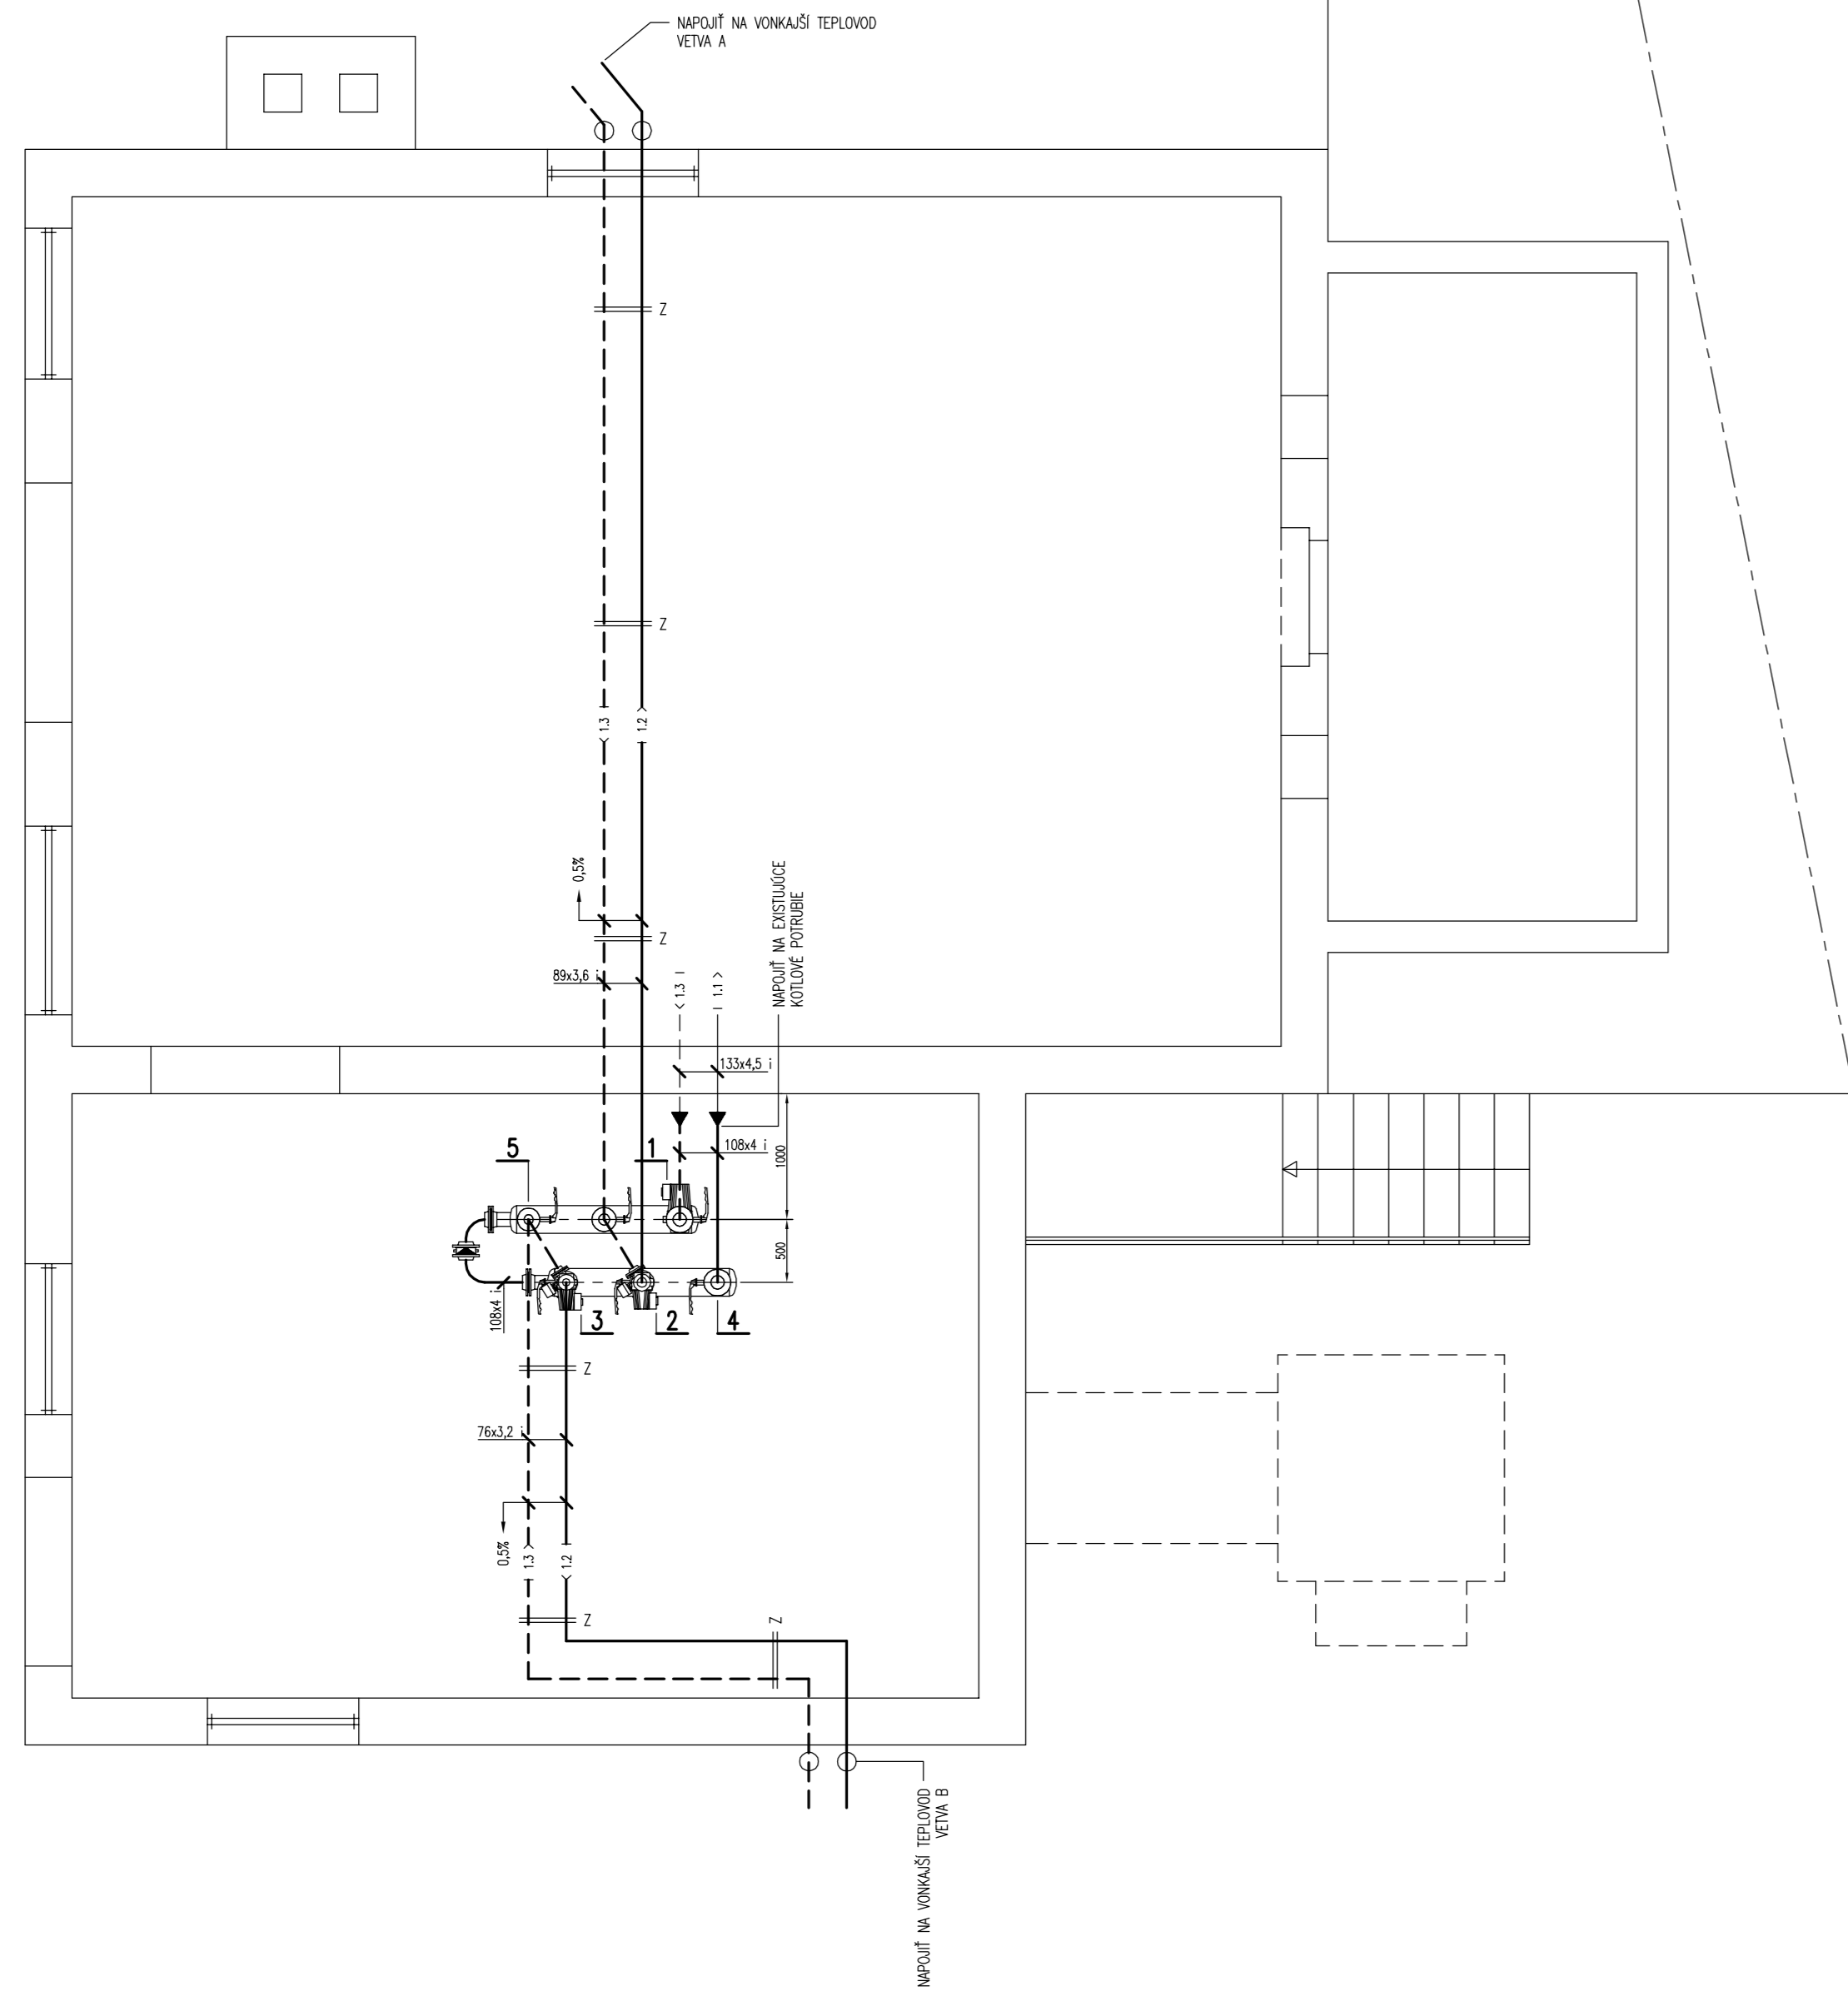 NAPOJIŤ NA VONKAJŠÍ TEPLOVOD
VETVA A
Z
Z
< 1.3 I
I 1.2 >
0,5%
Z
89x3,6 i
< 1.3 I
I 1.1 >
NAPOJIŤ NA EXISTUJÚCE
KOTLOVÉ POTRUBIE
133x4,5 i
108x4 i
1000
5
1
500
108x4 i
3
2
4
Z
76x3,2 i
0,5%
I 1.3 >
< 1.2 I
Z
Z
NAPOJIŤ NA VONKAJŠÍ TEPLOVOD
VETVA B